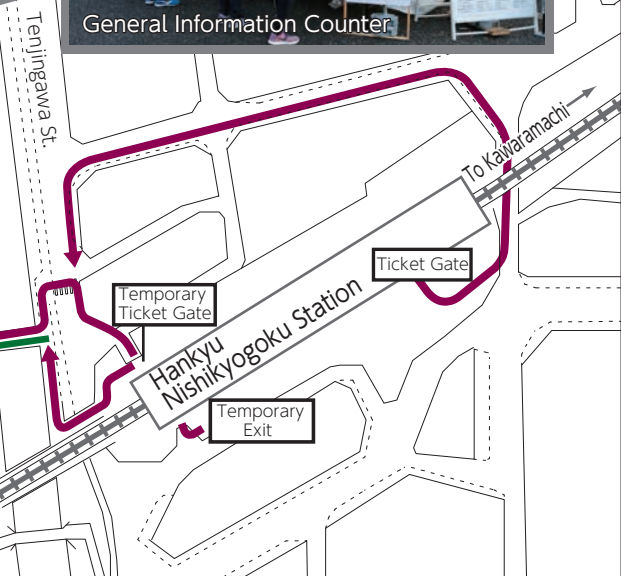 General Information Counter
Tenjingawa St.
To Kawaramachi
Ticket Gate
Temporary
Ticket Gate
Hankyu
Nishikyogoku Station
Temporary
Exit